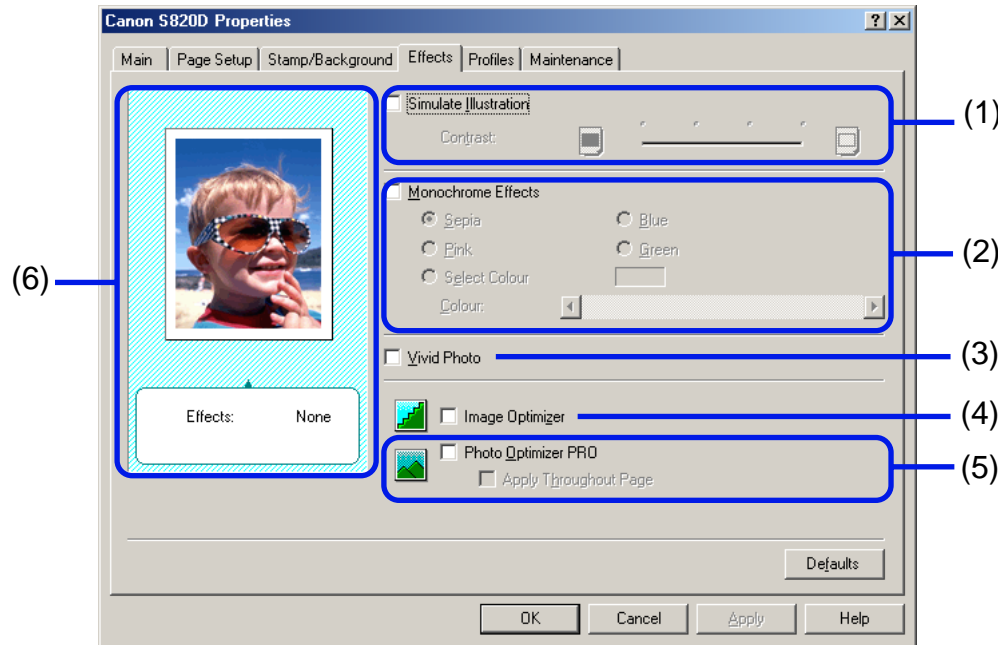 Canon S820D Properties
Main Page Setup Stamp/Background Effects Profiles Maintenance
Simulate Illustration
Contrast:
(1)
Monochrome Effects
Sepia Blue
Pink Green
Select Colour
Colour:
(2)
Vivid Photo
(3)
Image Optimizer
(4)
Photo Optimizer PRO
Apply Throughout Page
(5)
(6)
Effects: None
Defaults
OK Cancel Apply Help